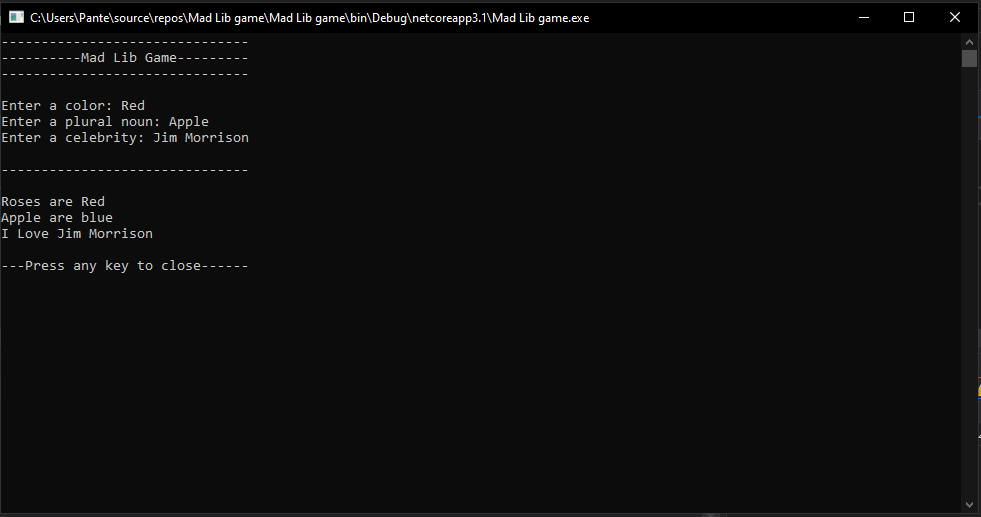 C:\Users\Pante\source\repos\Mad Lib game\Mad Lib game\bin\Debug\netcoreapp3.1\Mad Lib game.exe
-------------------------------
----------Mad Lib Game---------
-------------------------------
Enter a color: Red
Enter a plural noun: Apple
Enter a celebrity: Jim Morrison
-------------------------------
Roses are Red
Apple are blue
I Love Jim Morrison
---Press any key to close------